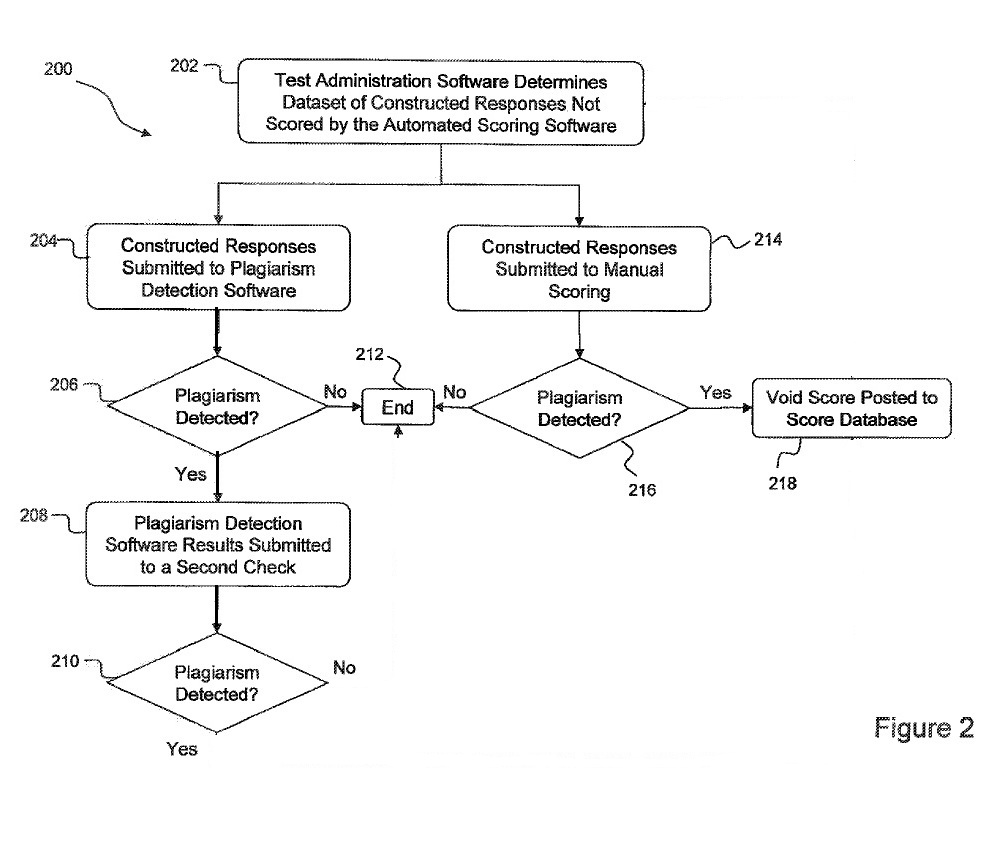 200
202
Test Administration Software Determines
Dataset of Constructed Responses Not
Scored by the Automated Scoring Software
204
Constructed Responses
Submitted to Plagiarism
Detection Software
Constructed Responses
Submitted to Manual
Scoring
214
206
Plagiarism
Detected?
No
212
End
No
Plagiarism
Detected?
216
Yes
Void Score Posted to
Score Database
218
Yes
208
Plagiarism Detection
Software Results Submitted
to a Second Check
210
Plagiarism
Detected?
No
Yes
Figure 2